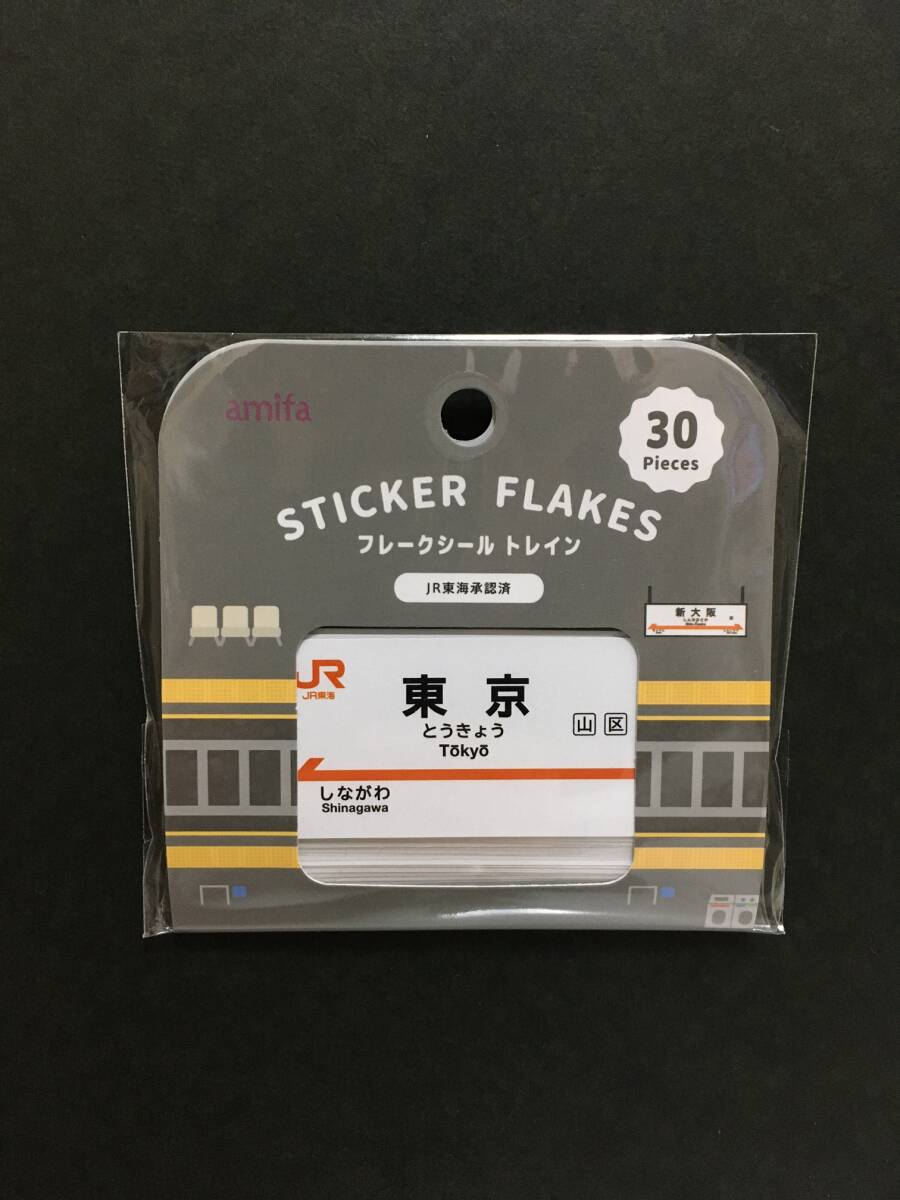 amifa
30
Pieces
STICKER FLAKES
フレークシール トレイン
JR東海承認済
新大阪
JR
JR東海
東京
とうきょう
Tōkyō
山 区
しながわ
Shinagawa